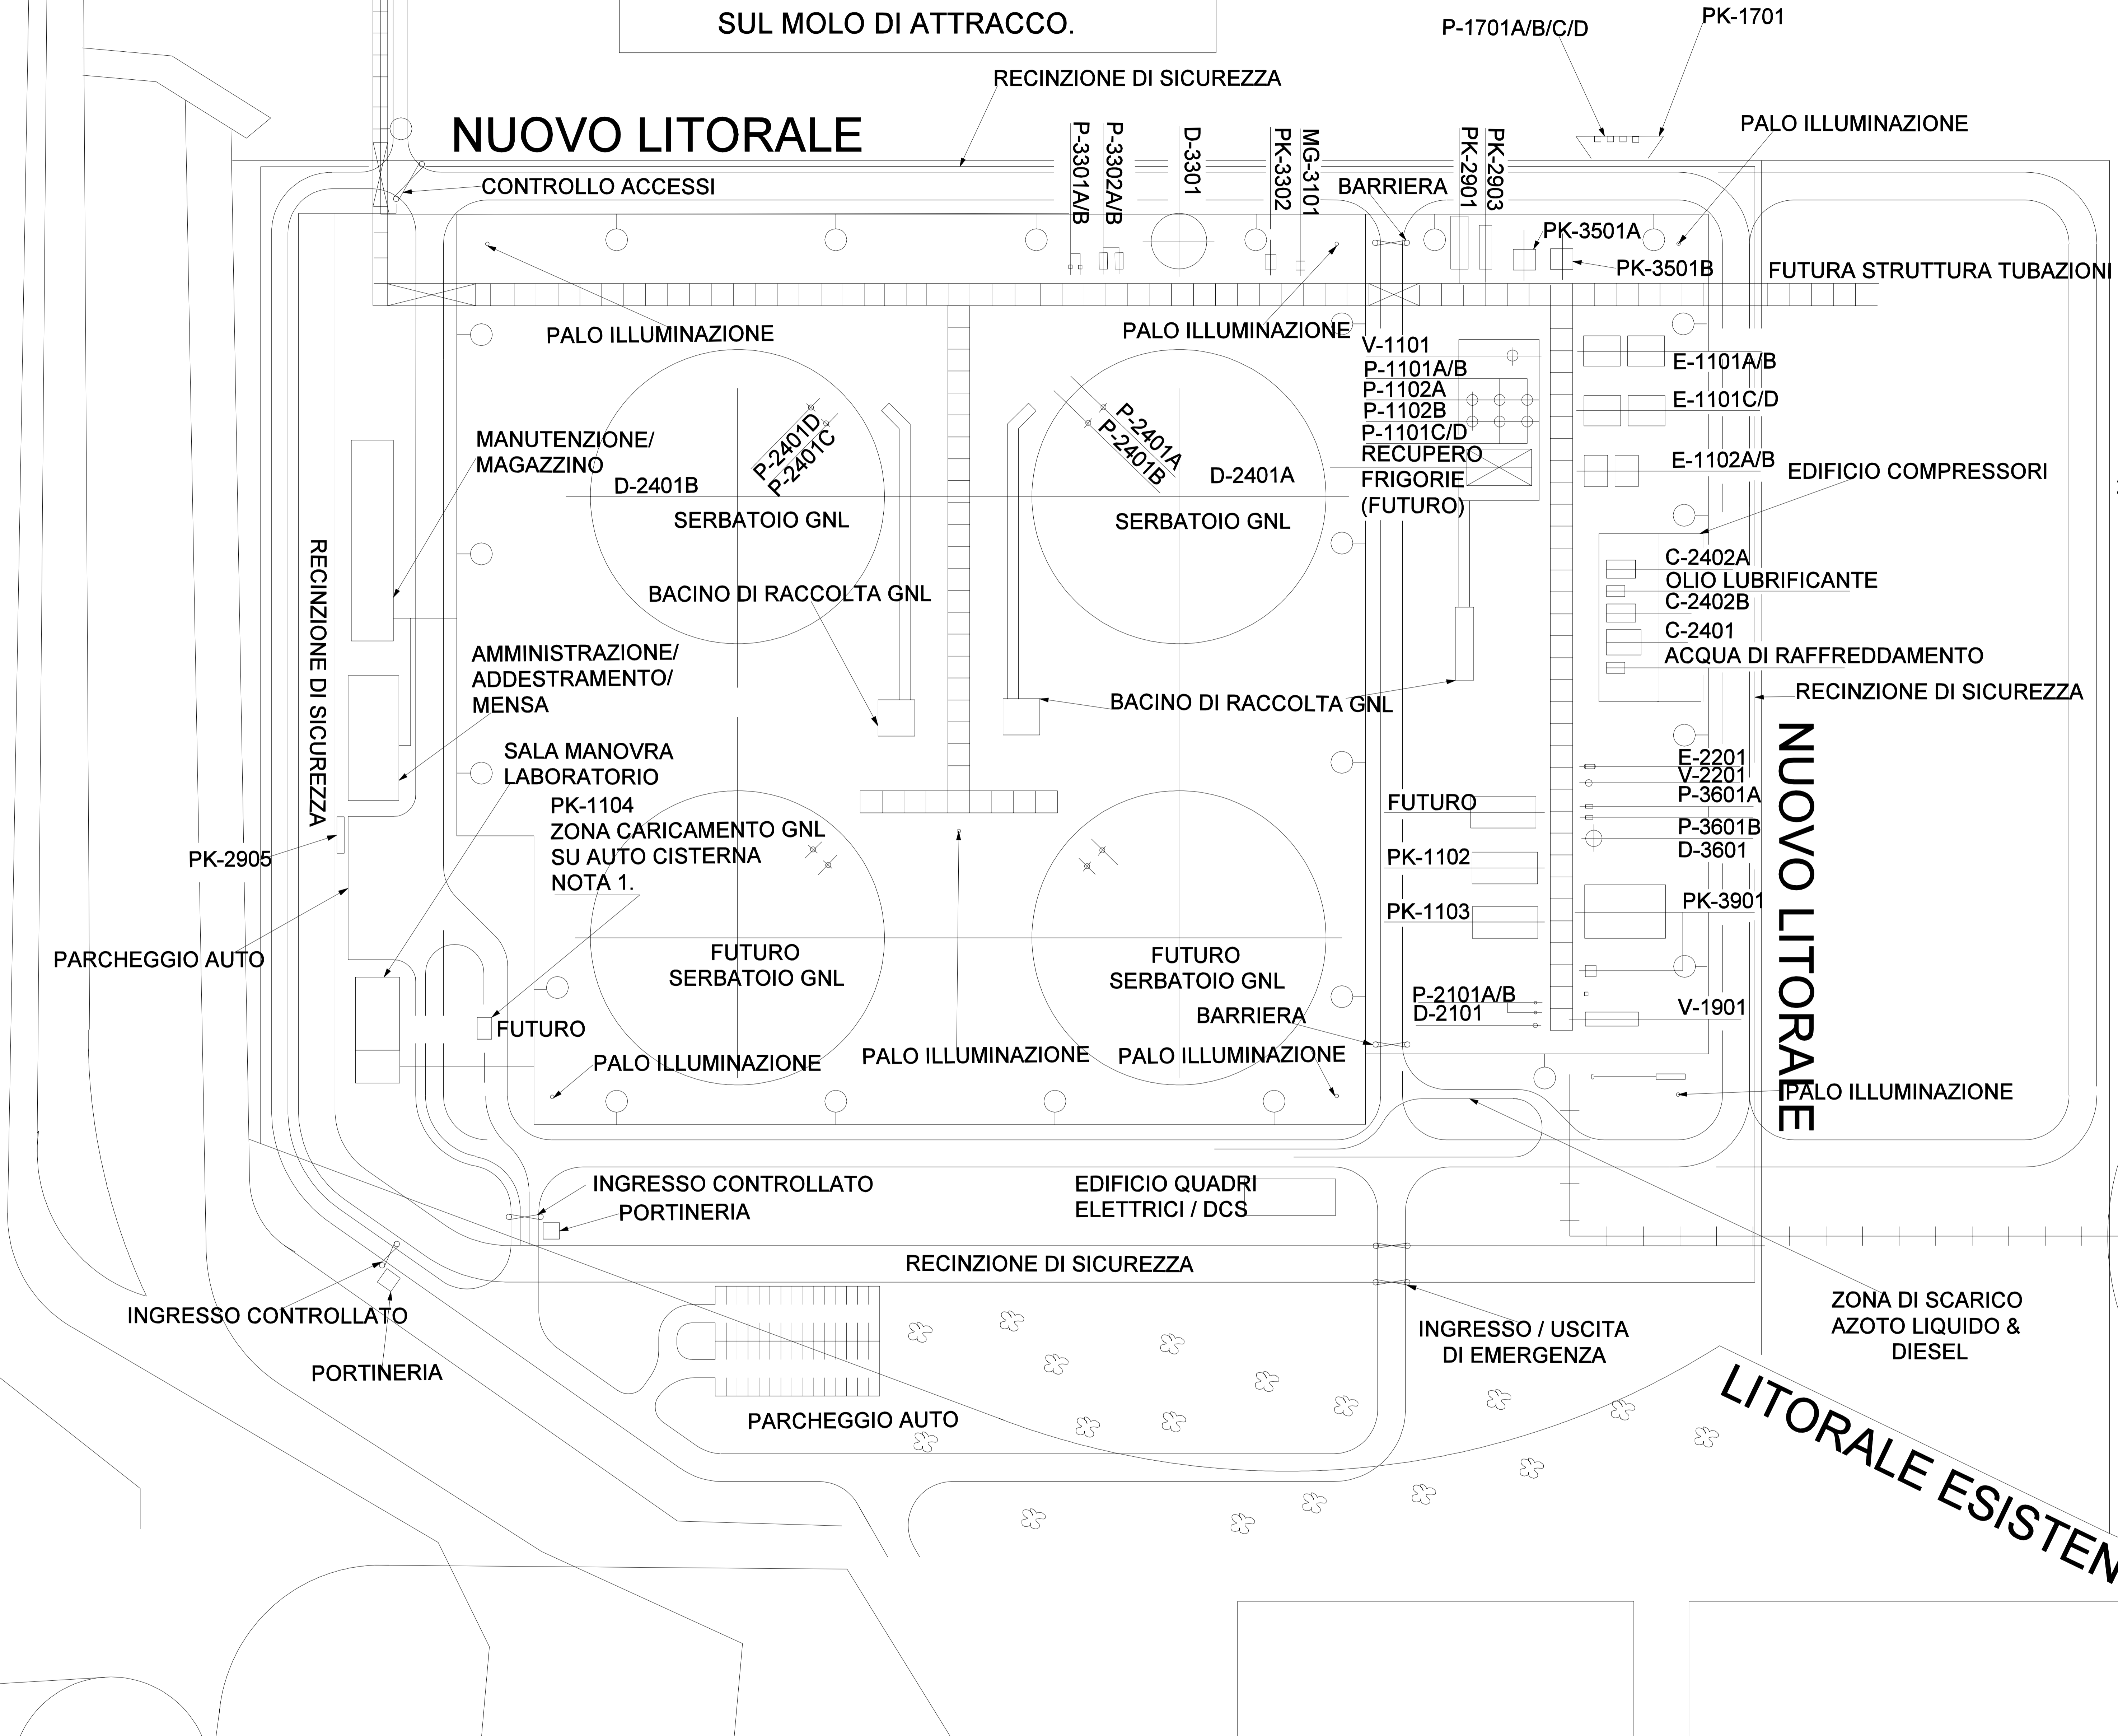 SUL MOLO DI ATTRACCO.
P-1701A/B/C/D
PK-1701
RECINZIONE DI SICUREZZA
PALO ILLUMINAZIONE
NUOVO LITORALE
CONTROLLO ACCESSI
P-3301A/B
P-3302A/B
D-3301
PK-3302
MG-3101
BARRIERA
PK-2901
PK-2903
PK-3501A
PK-3501B
FUTURA STRUTTURA TUBAZIONI
PALO ILLUMINAZIONE
PALO ILLUMINAZIONE
V-1101
P-1101A/B
P-1102A
P-1102B
P-1101C/D
RECUPERO
FRIGORIE
(FUTURO)
E-1101A/B
E-1101C/D
E-1102A/B
EDIFICIO COMPRESSORI
MANUTENZIONE/
MAGAZZINO
P-2401D
P-2401C
D-2401B
SERBATOIO GNL
P-2401A
P-2401B
D-2401A
SERBATOIO GNL
RECINZIONE DI SICUREZZA
BACINO DI RACCOLTA GNL
C-2402A
OLIO LUBRIFICANTE
C-2402B
C-2401
ACQUA DI RAFFREDDAMENTO
RECINZIONE DI SICUREZZA
AMMINISTRAZIONE/
ADDESTRAMENTO/
MENSA
BACINO DI RACCOLTA GNL
SALA MANOVRA
LABORATORIO
PK-1104
ZONA CARICAMENTO GNL
SU AUTO CISTERNA
NOTA 1.
E-2201
V-2201
P-3601A
P-3601B
D-3601
NUOVO LITORALE
FUTURO
PK-1102
PK-1103
PK-3901
PK-2905
PARCHEGGIO AUTO
FUTURO
SERBATOIO GNL
FUTURO
SERBATOIO GNL
P-2101A/B
D-2101
V-1901
BARRIERA
FUTURO
PALO ILLUMINAZIONE
PALO ILLUMINAZIONE
PALO ILLUMINAZIONE
PALO ILLUMINAZIONE
INGRESSO CONTROLLATO
PORTINERIA
EDIFICIO QUADRI
ELETTRICI / DCS
RECINZIONE DI SICUREZZA
INGRESSO CONTROLLATO
PORTINERIA
INGRESSO / USCITA
DI EMERGENZA
ZONA DI SCARICO
AZOTO LIQUIDO &
DIESEL
PARCHEGGIO AUTO
LITORALE ESISTEN